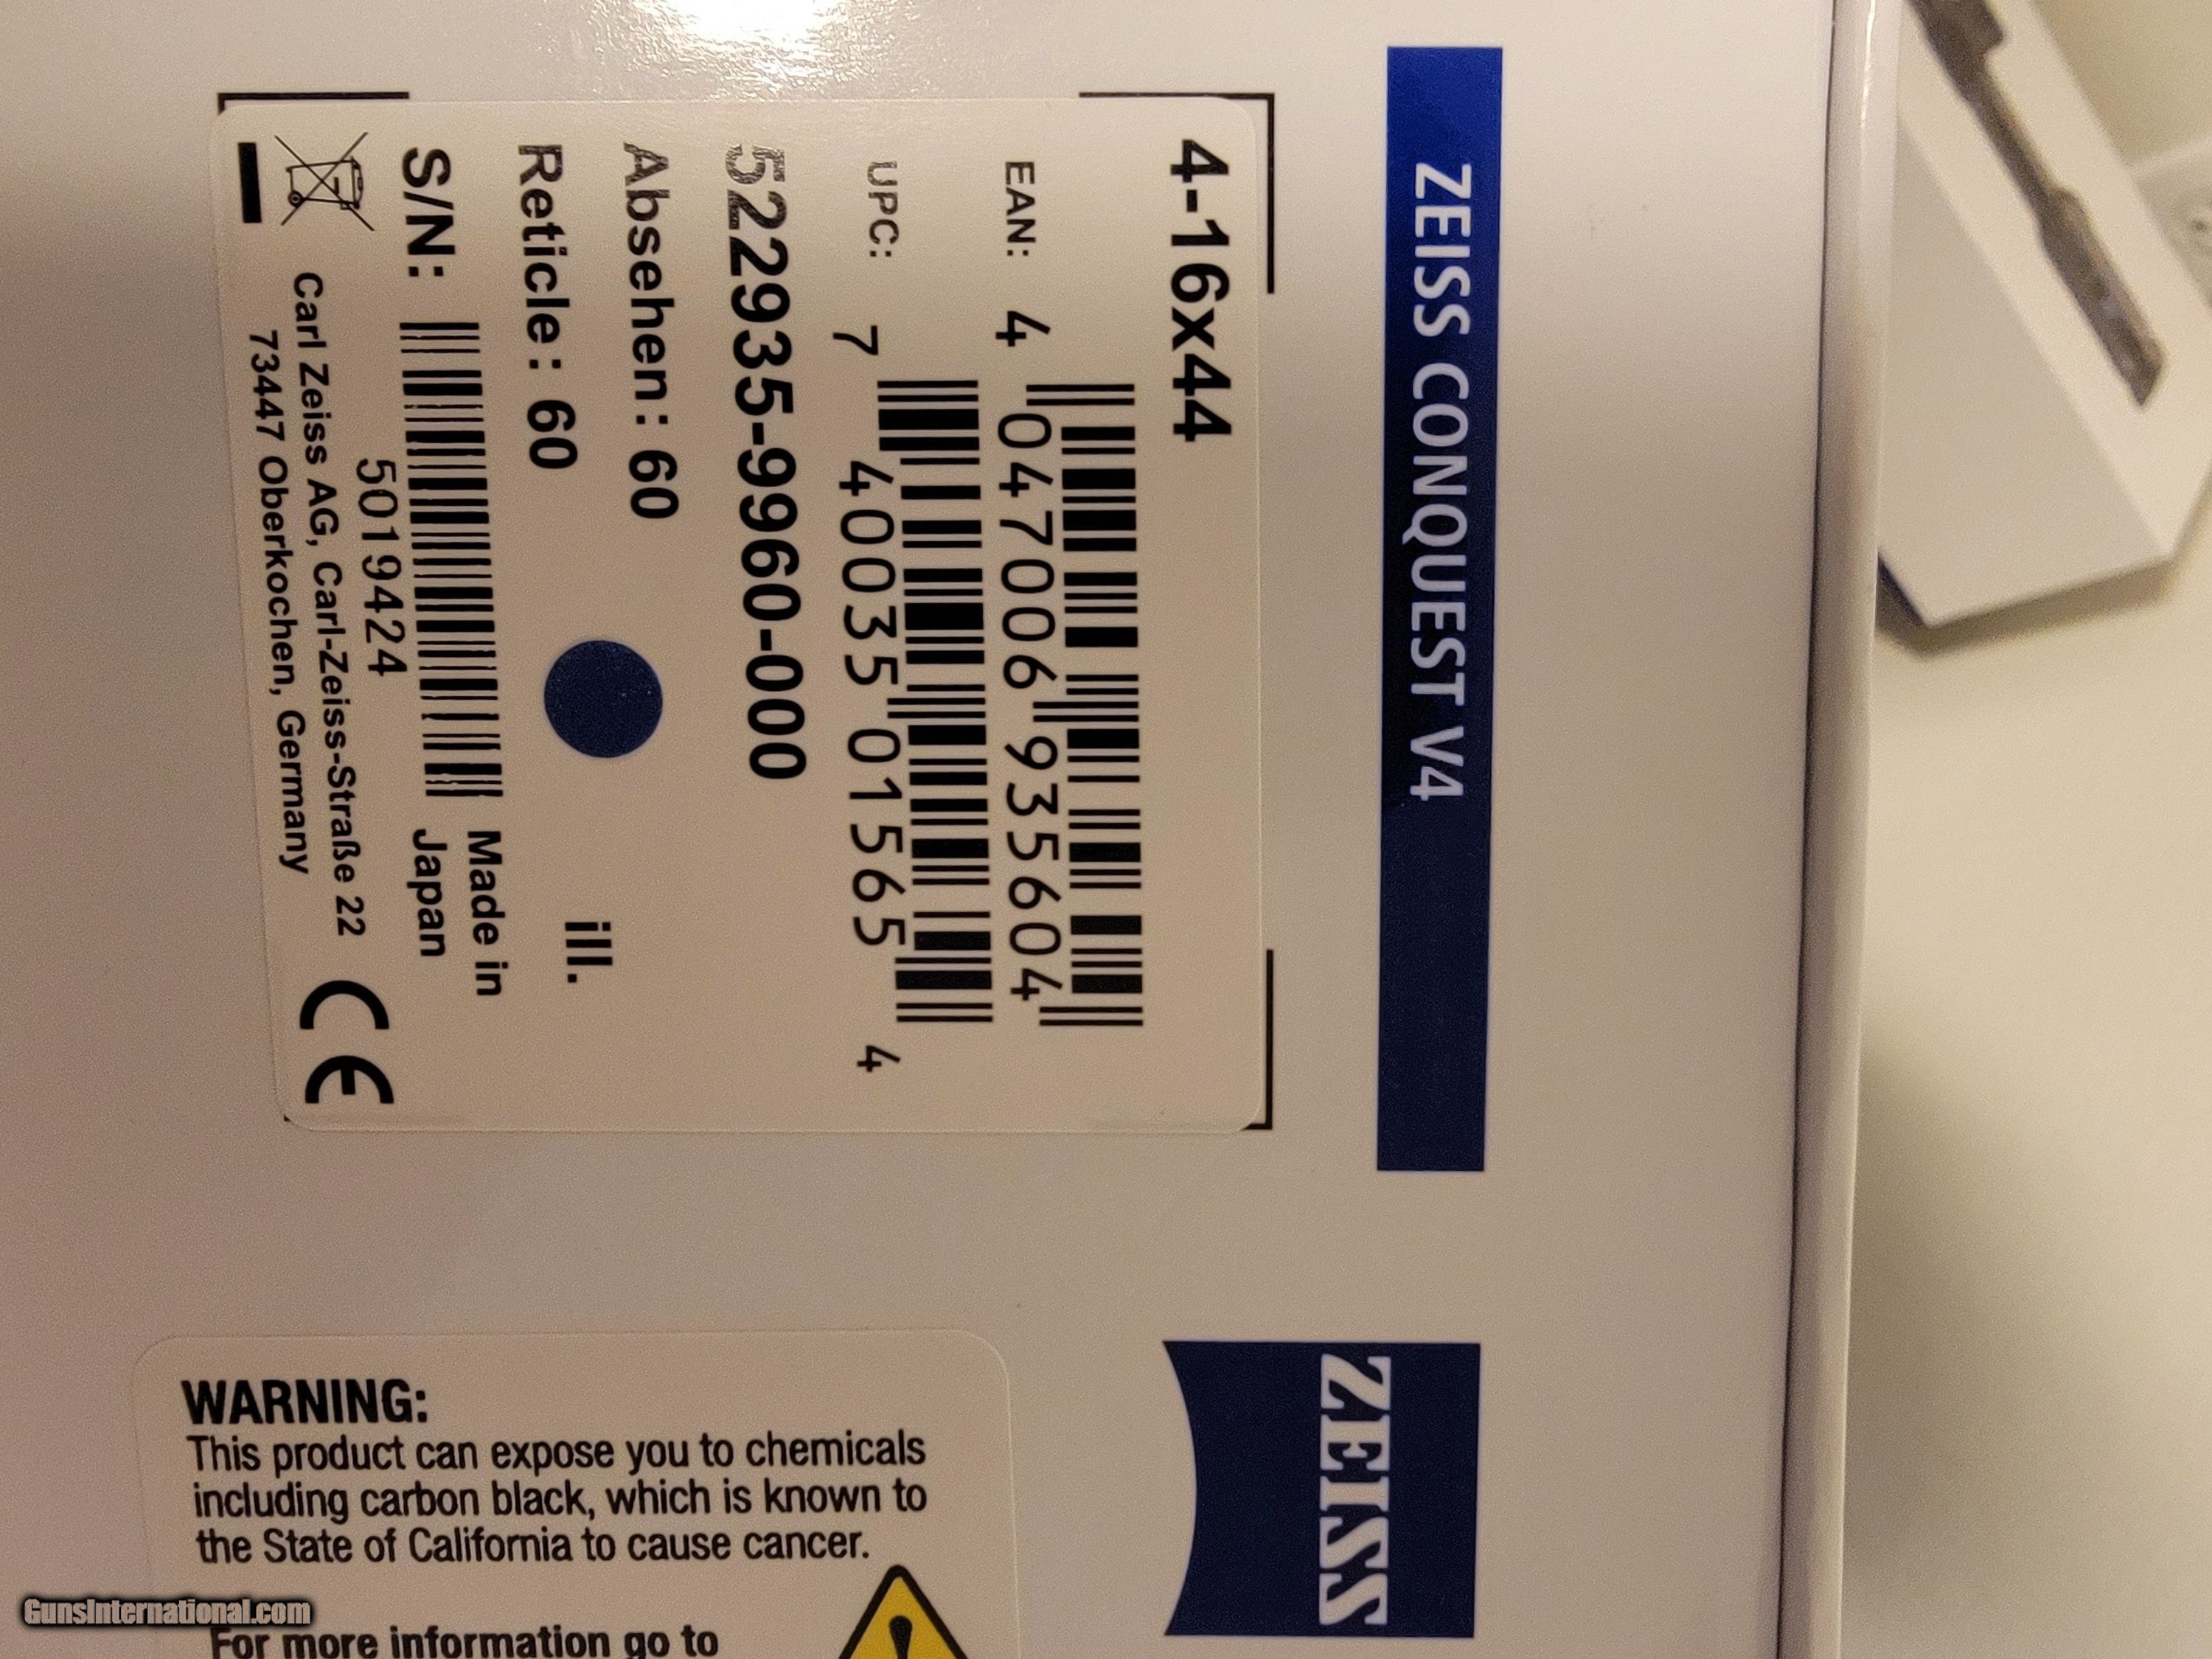 ZEISS CONQUEST V4
4-16x44
EAN: 4 047006 935604
UPC: 7 40035 01565 4
522935-9960-000
Absehen: 60
Reticle: 60
ill.
S/N:
5019424
Made in
Japan
Carl Zeiss AG, Carl-Zeiss-Straße 22
73447 Oberkochen, Germany
CE
ZEISS
WARNING:
This product can expose you to chemicals
including carbon black, which is known to
the State of California to cause cancer.
For more information go to
GunsInternational.com